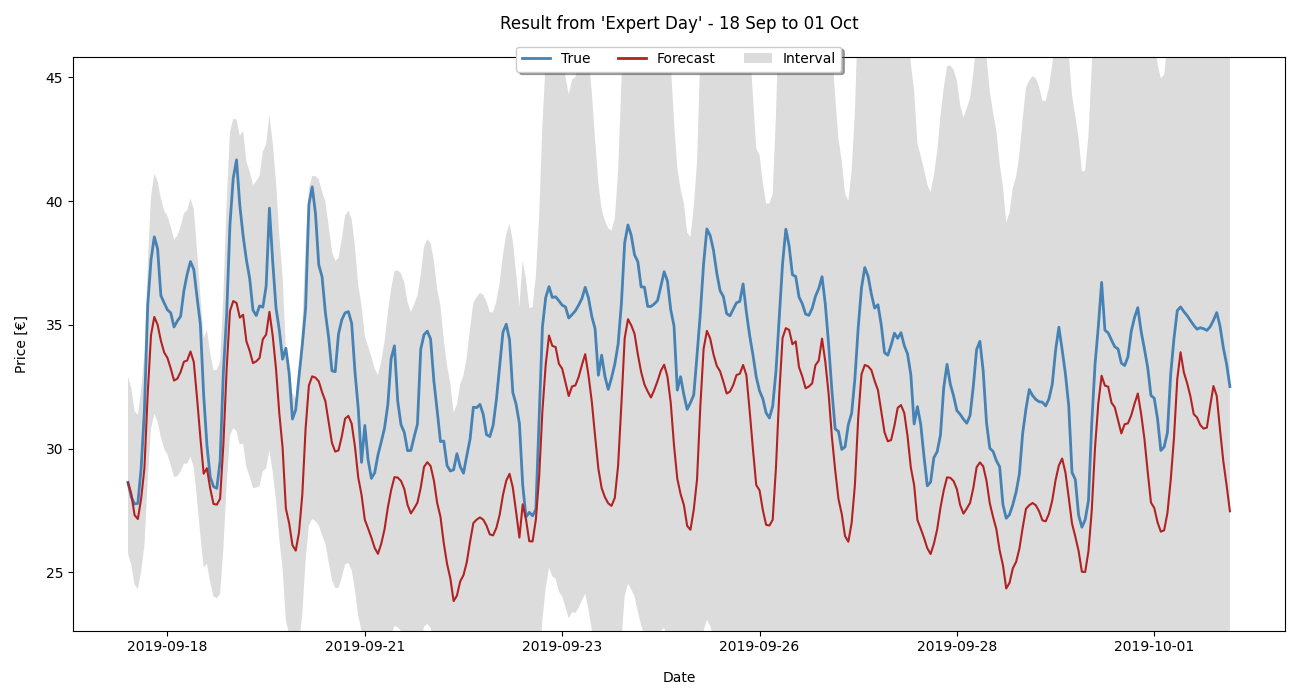 Result from 'Expert Day' - 18 Sep to 01 Oct
True Forecast Interval
45
40
35
30
25
Price [€]
2019-09-18 2019-09-21 2019-09-23 2019-09-26 2019-09-28 2019-10-01
Date